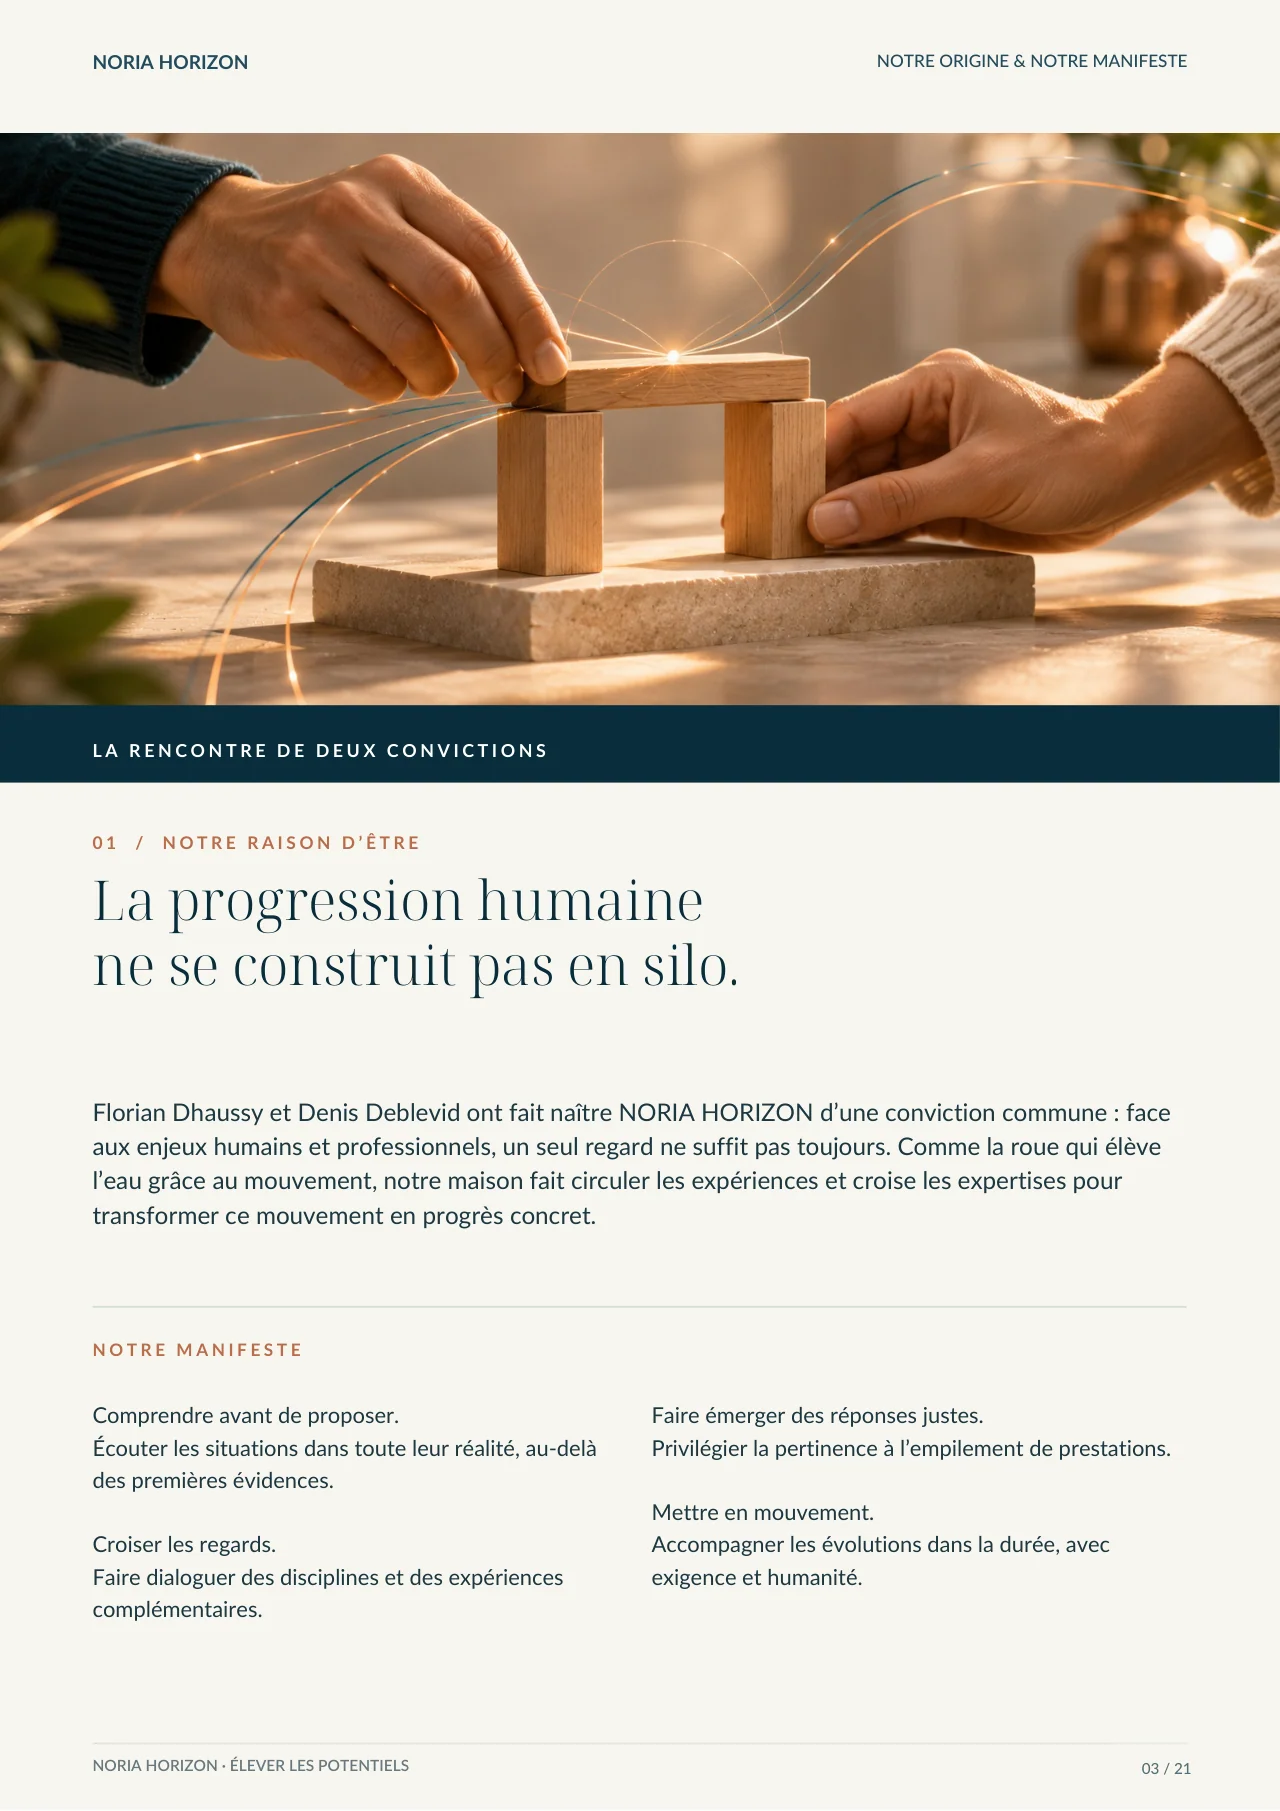 NORIA HORIZON
NOTRE ORIGINE & NOTRE MANIFESTE
LA RENCONTRE DE DEUX CONVICTIONS
01 / NOTRE RAISON D’ÊTRE
La progression humaine
ne se construit pas en silo.
Florian Dhaussy et Denis Deblevid ont fait naître NORIA HORIZON d’une conviction commune : face
aux enjeux humains et professionnels, un seul regard ne suffit pas toujours. Comme la roue qui élève
l’eau grâce au mouvement, notre maison fait circuler les expériences et croise les expertises pour
transformer ce mouvement en progrès concret.
NOTRE MANIFESTE
Comprendre avant de proposer.
Écouter les situations dans toute leur réalité, au-delà
des premières évidences.
Croiser les regards.
Faire dialoguer des disciplines et des expériences
complémentaires.
Faire émerger des réponses justes.
Privilégier la pertinence à l’empilement de prestations.
Mettre en mouvement.
Accompagner les évolutions dans la durée, avec
exigence et humanité.
NORIA HORIZON · ÉLEVER LES POTENTIELS
03 / 21